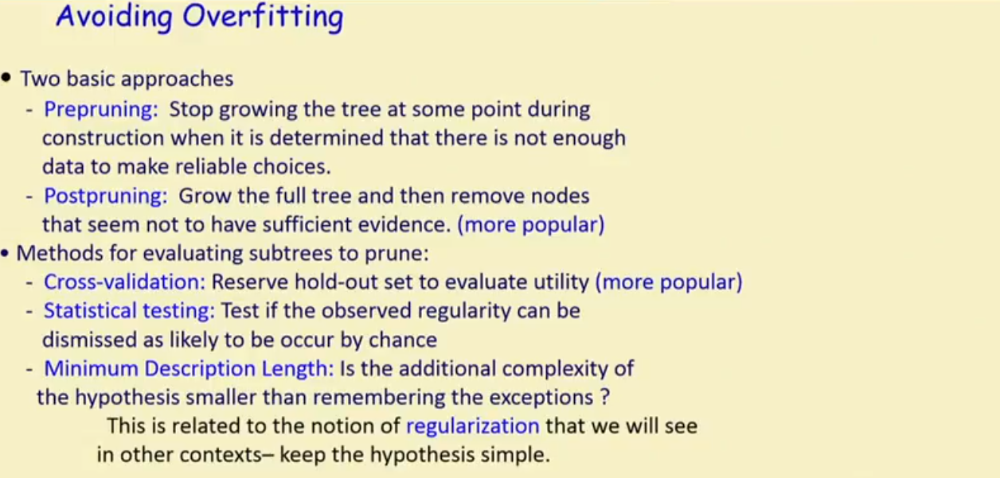 Avoiding Overfitting
• Two basic approaches
- Prepruning: Stop growing the tree at some point during
construction when it is determined that there is not enough
data to make reliable choices.
- Postpruning: Grow the full tree and then remove nodes
that seem not to have sufficient evidence. (more popular)
• Methods for evaluating subtrees to prune:
- Cross-validation: Reserve hold-out set to evaluate utility (more popular)
- Statistical testing: Test if the observed regularity can be
dismissed as likely to be occur by chance
- Minimum Description Length: Is the additional complexity of
the hypothesis smaller than remembering the exceptions ?
This is related to the notion of regularization that we will see
in other contexts– keep the hypothesis simple.